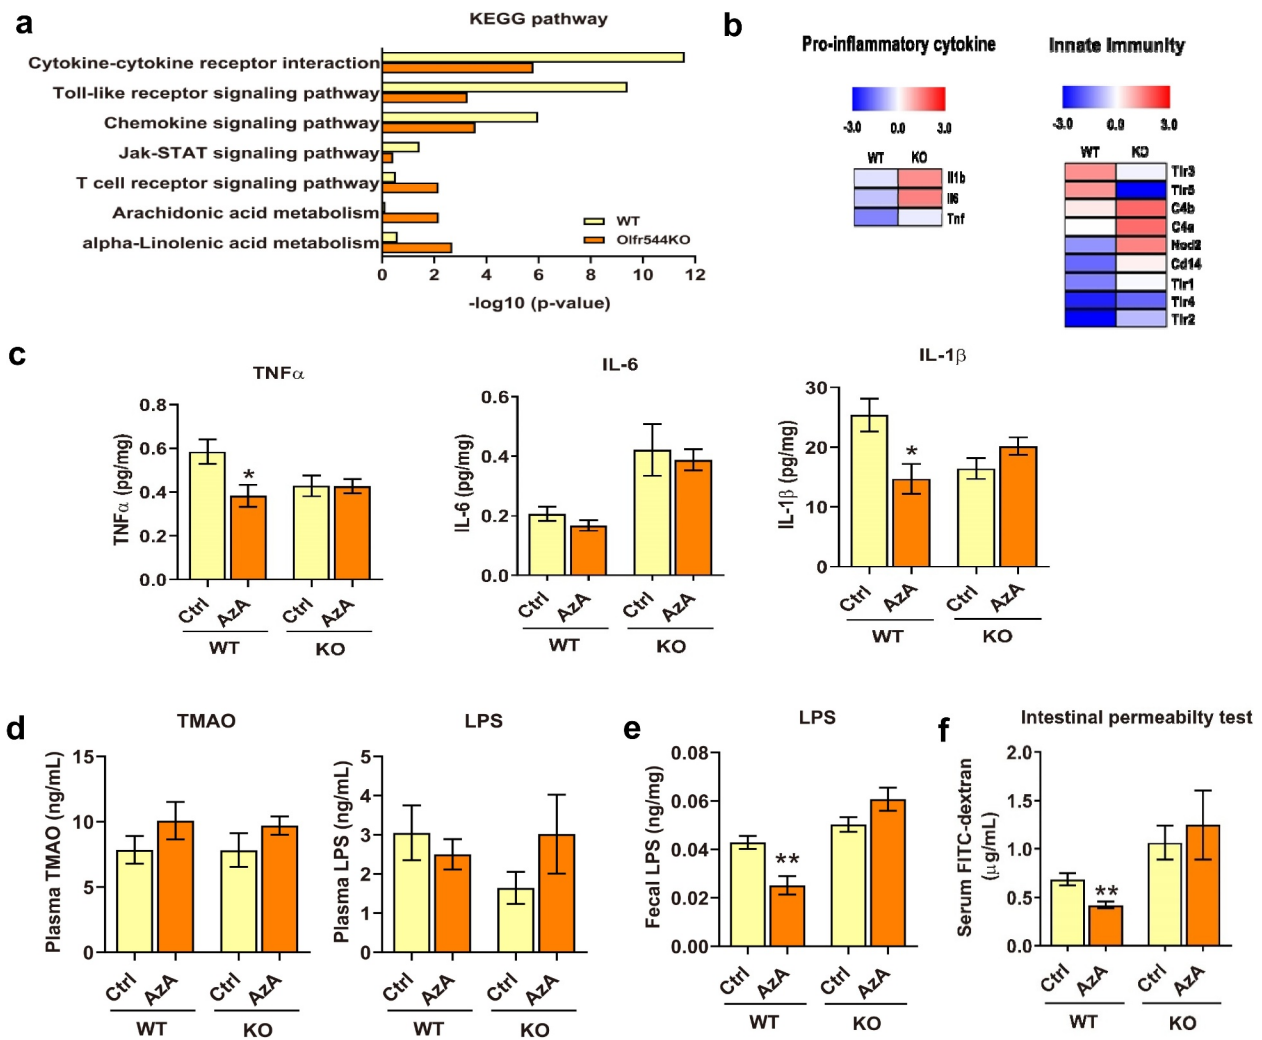 a
KEGG pathway
Cytokine-cytokine receptor interaction
Toll-like receptor signaling pathway
Chemokine signaling pathway
Jak-STAT signaling pathway
T cell receptor signaling pathway
Arachidonic acid metabolism
alpha-Linolenic acid metabolism
WT
Olfr544KO
0 2 4 6 8 10 12
-log10 (p-value)
b
Pro-inflammatory cytokine
-3.0 0.0 3.0
WT KO
Il1b
Il6
Tnf
Innate Immunity
-3.0 0.0 3.0
WT KO
Tlr3
Tlr5
C4b
C4a
Nod2
Cd14
Tlr1
Tlr4
Tlr2
c
TNFα
TNFα (pg/mg)
0.8
0.6
0.4
0.2
0.0
*
Ctrl AzA Ctrl AzA
WT KO
IL-6
IL-6 (pg/mg)
0.6
0.4
0.2
0.0
Ctrl AzA Ctrl AzA
WT KO
IL-1β
IL-1β (pg/mg)
30
20
10
0
*
Ctrl AzA Ctrl AzA
WT KO
d
TMAO
Plasma TMAO (ng/mL)
15
10
5
0
Ctrl AzA Ctrl AzA
WT KO
LPS
Plasma LPS (ng/mL)
5
4
3
2
1
0
Ctrl AzA Ctrl AzA
WT KO
e
LPS
Fecal LPS (ng/mg)
0.08
0.06
0.04
0.02
0.00
**
Ctrl AzA Ctrl AzA
WT KO
f
Intestinal permeabilty test
Serum FITC-dextran
(μg/mL)
2.0
1.5
1.0
0.5
0.0
**
Ctrl AzA Ctrl AzA
WT KO